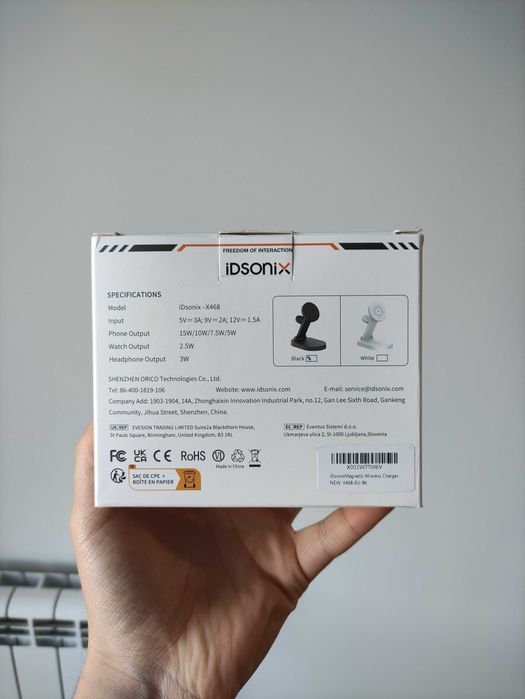 FREEDOM OF INTERACTION
iDSONIX
SPECIFICATIONS
Model iDsonix –X468
Input 5V⎓3A; 9V⎓2A; 12V⎓1.5A
Phone Output 15W/10W/7.5W/5W
Watch Output 2.5W
Headphone Output 3W
Black
White
SHENZHEN ORICO Technologies Co., Ltd.
Tel: 86-400-1819-106 Website: www.idsonix.com E-mail: service@idsonix.com
Company Add: 1903-1904, 14A, Zhonghaixin Innovation Industrial Park, no.12, Gan Lee Sixth Road, Gankeng
Community, Jihua Street, Shenzhen, China.
UK REP EVESION TRADING LIMITED Suite2a Blackthorn House,
St Pauls Square, Birmingham, United Kingdom, B3 1RL
EC REP Eventus Sistemi d.o.o.
Ukmarjeva ulica 2, SI-1000 Ljubljana,Slovenia
FC UK CA CE RoHS VI
Made in China
FR
SAC DE CPE +
BOÎTE EN PAPIER
X001W7TW6V
iDsonixMagnetic Wireless Charger
NEW X468-EU-BK